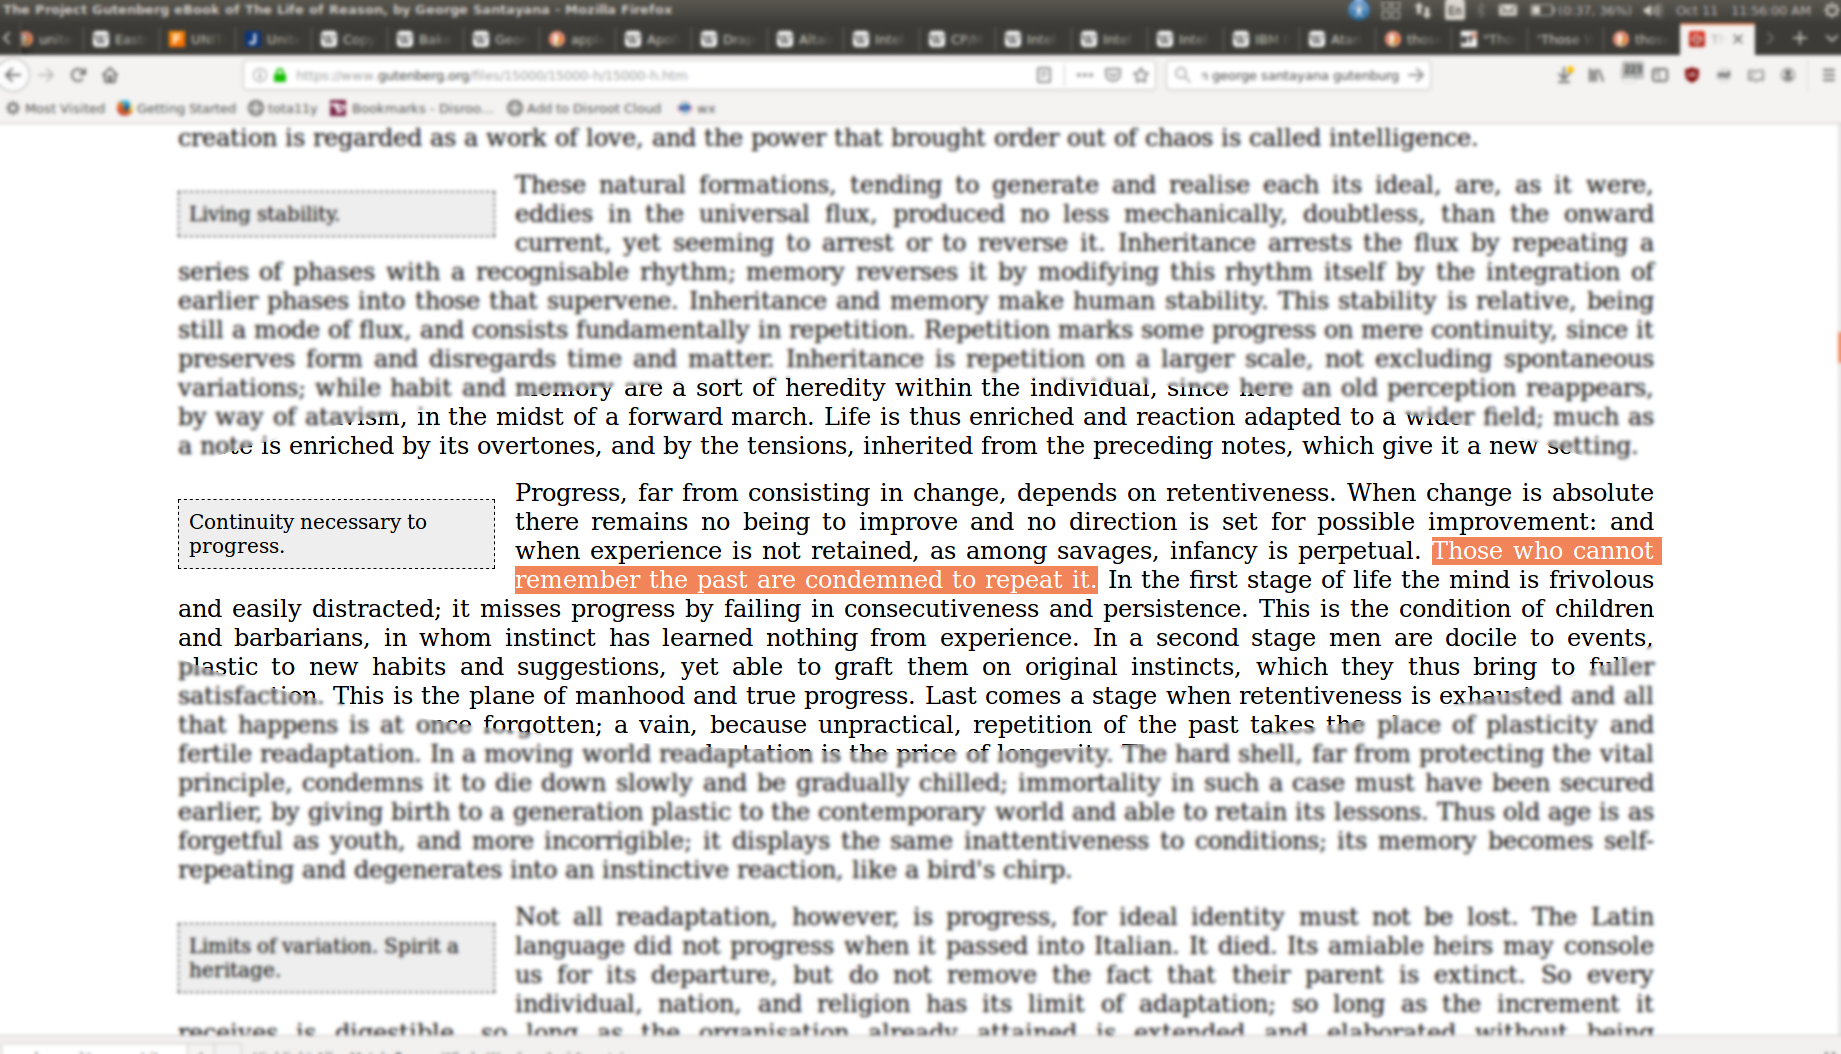 The Project Gutenberg eBook of The Life of Reason, by George Santayana - Mozilla Firefox
(0:37, 36%) Oct 11 11:56:00 AM
https://www.gutenberg.org/files/15000/15000-h/15000-h.htm
george santayana gutenburg
Most Visited Getting Started tota11y Bookmarks - Disroo... Add to Disroot Cloud wx
creation is regarded as a work of love, and the power that brought order out of chaos is called intelligence.
Living stability.
These natural formations, tending to generate and realise each its ideal, are, as it were,
eddies in the universal flux, produced no less mechanically, doubtless, than the onward
current, yet seeming to arrest or to reverse it. Inheritance arrests the flux by repeating a
series of phases with a recognisable rhythm; memory reverses it by modifying this rhythm itself by the integration of
earlier phases into those that supervene. Inheritance and memory make human stability. This stability is relative, being
still a mode of flux, and consists fundamentally in repetition. Repetition marks some progress on mere continuity, since it
preserves form and disregards time and matter. Inheritance is repetition on a larger scale, not excluding spontaneous
variations; while habit and memory are a sort of heredity within the individual, since here an old perception reappears,
by way of atavism, in the midst of a forward march. Life is thus enriched and reaction adapted to a wider field; much as
a note is enriched by its overtones, and by the tensions, inherited from the preceding notes, which give it a new setting.
Continuity necessary to
progress.
Progress, far from consisting in change, depends on retentiveness. When change is absolute
there remains no being to improve and no direction is set for possible improvement: and
when experience is not retained, as among savages, infancy is perpetual. Those who cannot
remember the past are condemned to repeat it. In the first stage of life the mind is frivolous
and easily distracted; it misses progress by failing in consecutiveness and persistence. This is the condition of children
and barbarians, in whom instinct has learned nothing from experience. In a second stage men are docile to events,
plastic to new habits and suggestions, yet able to graft them on original instincts, which they thus bring to fuller
satisfaction. This is the plane of manhood and true progress. Last comes a stage when retentiveness is exhausted and all
that happens is at once forgotten; a vain, because unpractical, repetition of the past takes the place of plasticity and
fertile readaptation. In a moving world readaptation is the price of longevity. The hard shell, far from protecting the vital
principle, condemns it to die down slowly and be gradually chilled; immortality in such a case must have been secured
earlier, by giving birth to a generation plastic to the contemporary world and able to retain its lessons. Thus old age is as
forgetful as youth, and more incorrigible; it displays the same inattentiveness to conditions; its memory becomes self-
repeating and degenerates into an instinctive reaction, like a bird's chirp.
Limits of variation. Spirit a
heritage.
Not all readaptation, however, is progress, for ideal identity must not be lost. The Latin
language did not progress when it passed into Italian. It died. Its amiable heirs may console
us for its departure, but do not remove the fact that their parent is extinct. So every
individual, nation, and religion has its limit of adaptation; so long as the increment it
receives is digestible, so long as the organisation already attained is extended and elaborated without being